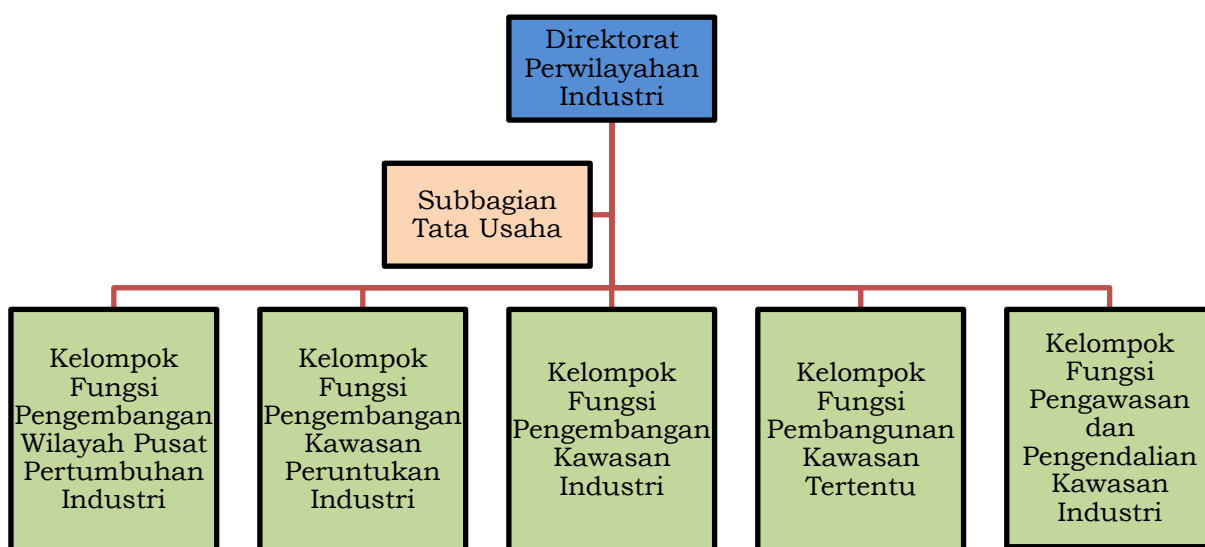 Direktorat
Perwilayahan
Industri
Subbagian
Tata Usaha
Kelompok
Fungsi
Pengembangan
Wilayah Pusat
Pertumbuhan
Industri
Kelompok
Fungsi
Pengembangan
Kawasan
Peruntukan
Industri
Kelompok
Fungsi
Pengembangan
Kawasan
Industri
Kelompok
Fungsi
Pembangunan
Kawasan
Tertentu
Kelompok
Fungsi
Pengawasan
dan
Pengendalian
Kawasan
Industri